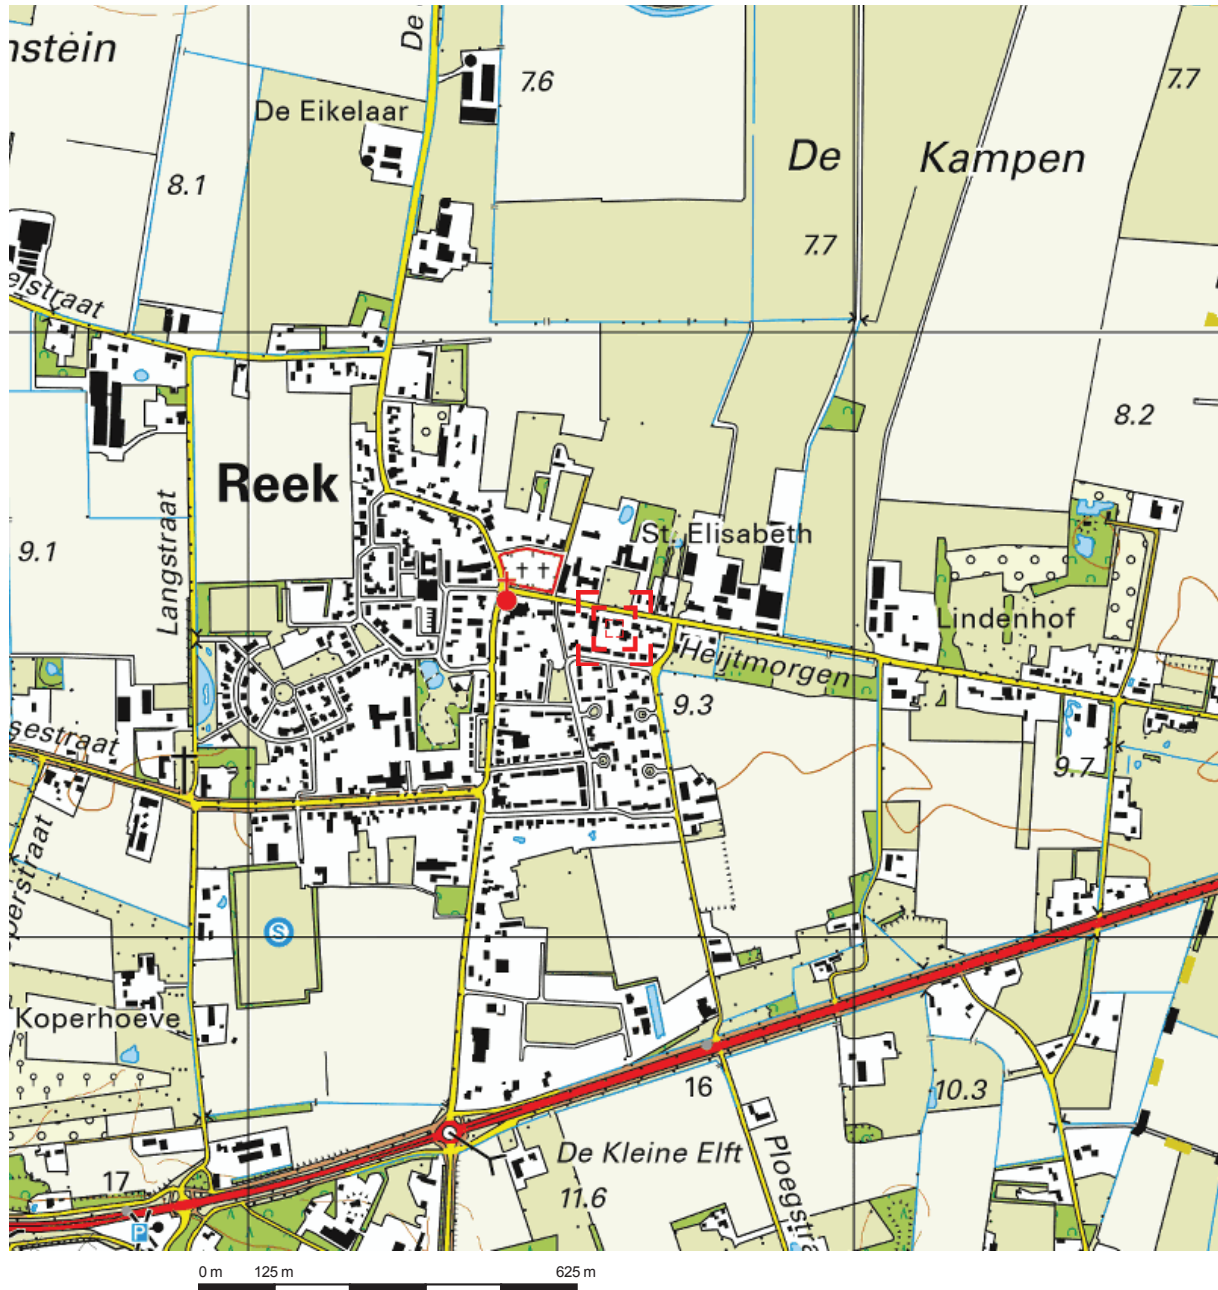 nstein
De
7.6
7.7
De Eikelaar
De Kampen
8.1
7.7
elstraat
8.2
Reek
Langstraat
St. Elisabeth
9.1
Lindenhof
Heijtmorgen
9.3
sestraat
9.7
perstraat
S
Koperhoeve
16
10.3
De Kleine Elft
Ploegstra
17
11.6
P
0 m 125 m 625 m